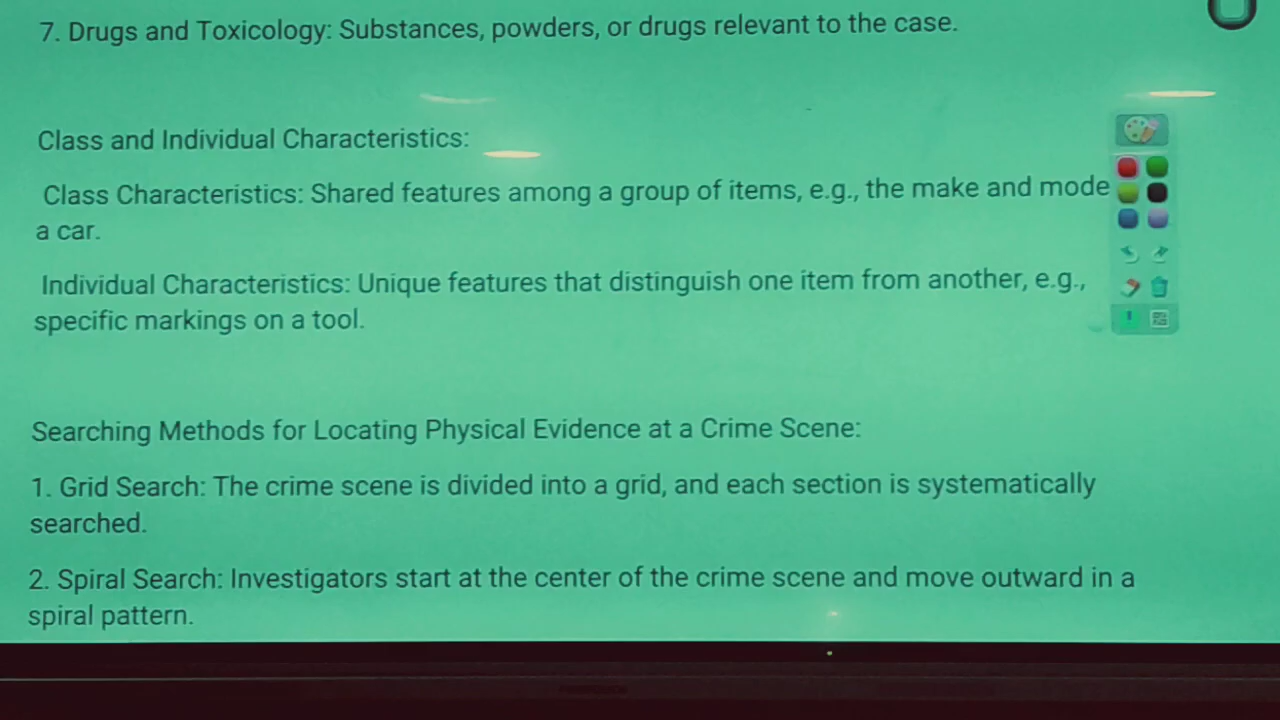 7. Drugs and Toxicology: Substances, powders, or drugs relevant to the case.
Class and Individual Characteristics:
Class Characteristics: Shared features among a group of items, e.g., the make and mode
a car.
Individual Characteristics: Unique features that distinguish one item from another, e.g.,
specific markings on a tool.
Searching Methods for Locating Physical Evidence at a Crime Scene:
1. Grid Search: The crime scene is divided into a grid, and each section is systematically
searched.
2. Spiral Search: Investigators start at the center of the crime scene and move outward in a
spiral pattern.